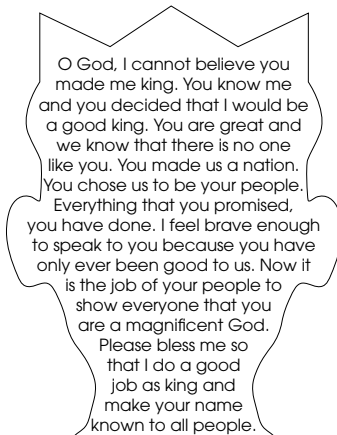 O God, I cannot believe you
made me king. You know me
and you decided that I would be
a good king. You are great and
we know that there is no one
like you. You made us a nation.
You chose us to be your people.
Everything that you promised,
you have done. I feel brave enough
to speak to you because you have
only ever been good to us. Now it
is the job of your people to
show everyone that you
are a magnificent God.
Please bless me so
that I do a good
job as king and
make your name
known to all people.